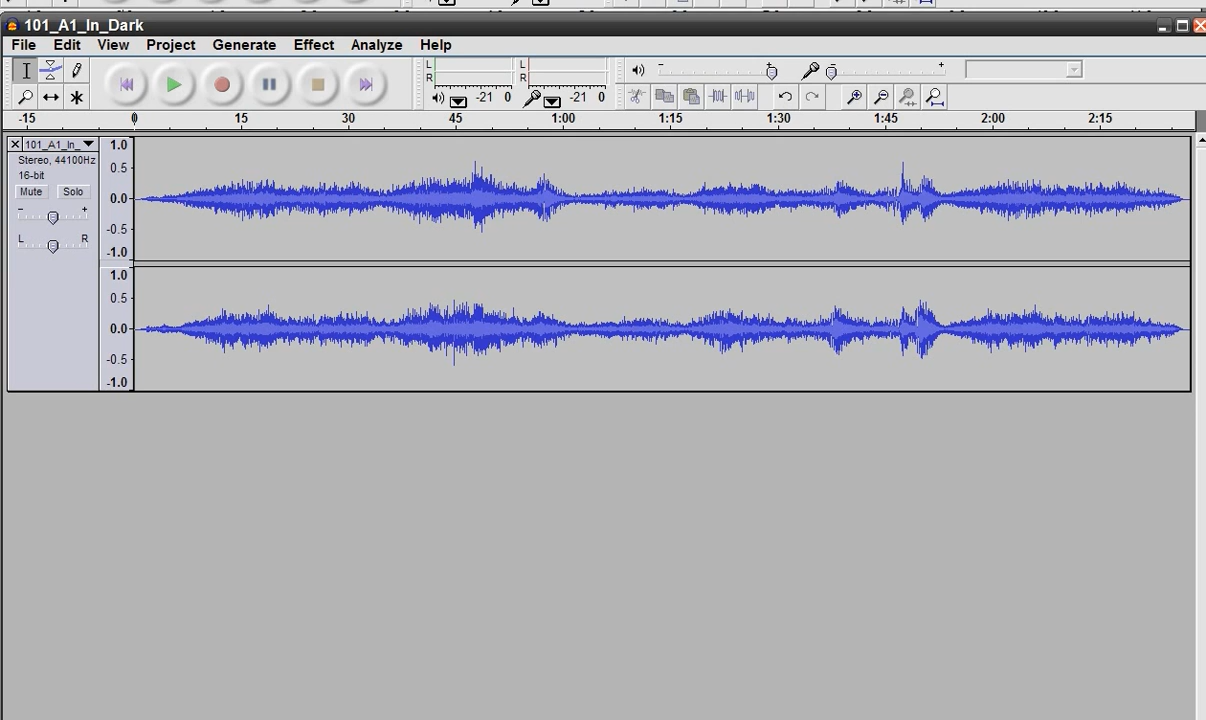 101_A1_In_Dark
File Edit View Project Generate Effect Analyze Help
L
R
-21 0
L
R
-21 0
- +
- +
-15 0 15 30 45 1:00 1:15 1:30 1:45 2:00 2:15
101_A1_In_
Stereo, 44100Hz
16-bit
Mute Solo
- +
L R
1.0
0.5
0.0
-0.5
-1.0
1.0
0.5
0.0
-0.5
-1.0